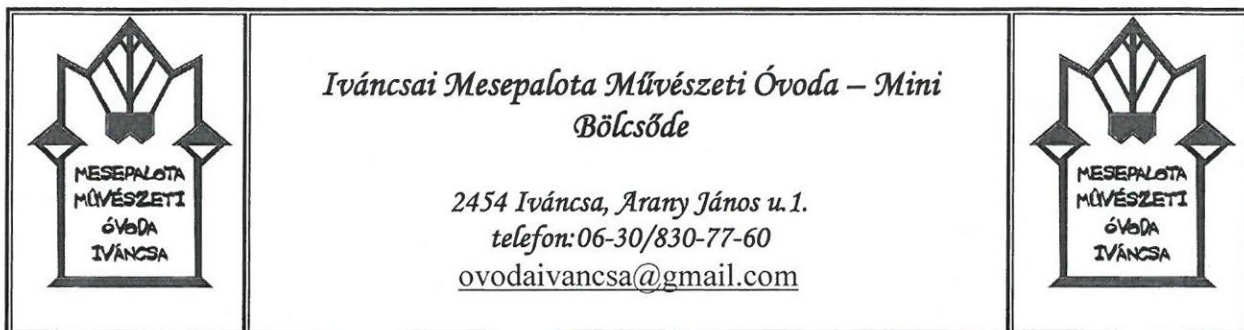 MESEPALOTA
MŰVÉSZETI
ÓVODA
IVÁNCSA
Iváncsai Mesepalota Művészeti Óvoda – Mini
Bölcsőde
2454 Iváncsa, Arany János u.1.
telefon:06-30/830-77-60
ovodaivancsa@gmail.com
MESEPALOTA
MŰVÉSZETI
ÓVODA
IVÁNCSA